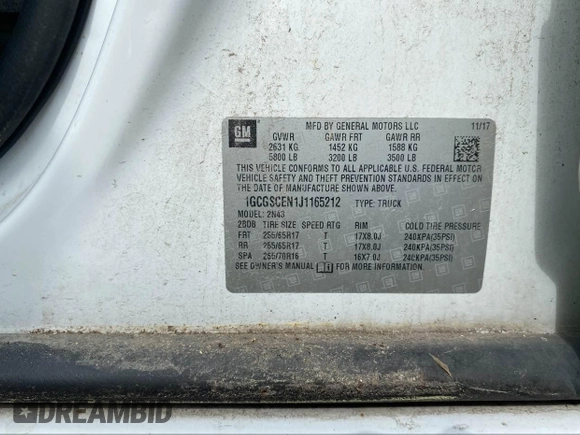 GM
MFD BY GENERAL MOTORS LLC 11/17
GVWR GAWR FRT GAWR RR
2631 KG 1452 KG 1588 KG
5800 LB 3200 LB 3500 LB
THIS VEHICLE CONFORMS TO ALL APPLICABLE U.S. FEDERAL MOTOR
VEHICLE SAFETY AND THEFT PREVENTION STANDARDS IN EFFECT ON
THE DATE OF MANUFACTURE SHOWN ABOVE.
1GCGSCEN1J1165212 TYPE: TRUCK
MODEL: 2N43
2BDB TIRE SIZE SPEED RTG RIM COLD TIRE PRESSURE
FRT 255/65R17 T 17X8.0J 240KPA(35PSI)
RR 255/65R17 T 17X8.0J 240KPA(35PSI)
SPA 265/70R16 T 16X7.0J 240KPA(35PSI)
SEE OWNER'S MANUAL FOR MORE INFORMATION.
DREAMBID